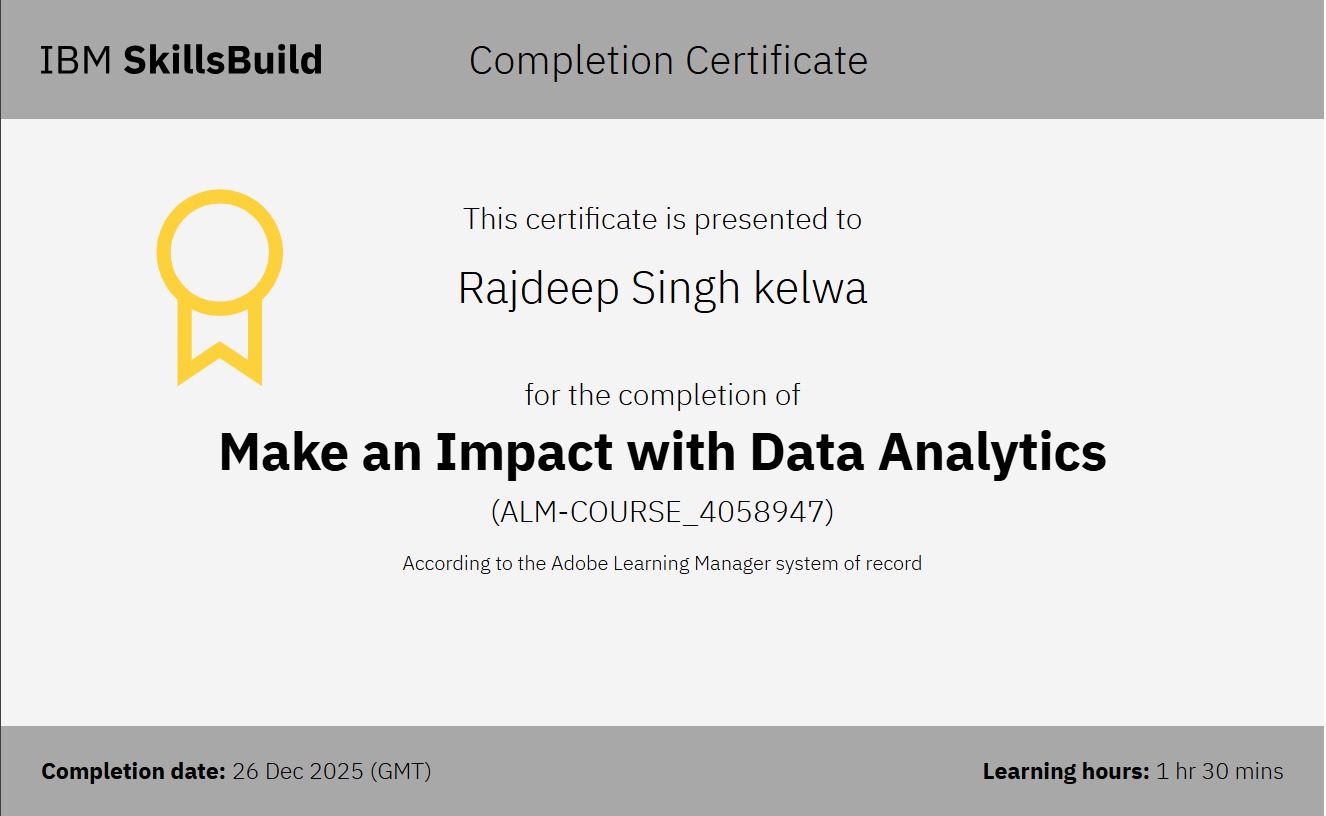 IBM SkillsBuild
Completion Certificate
This certificate is presented to
Rajdeep Singh kelwa
for the completion of
Make an Impact with Data Analytics
(ALM-COURSE_4058947)
According to the Adobe Learning Manager system of record
Completion date: 26 Dec 2025 (GMT)
Learning hours: 1 hr 30 mins